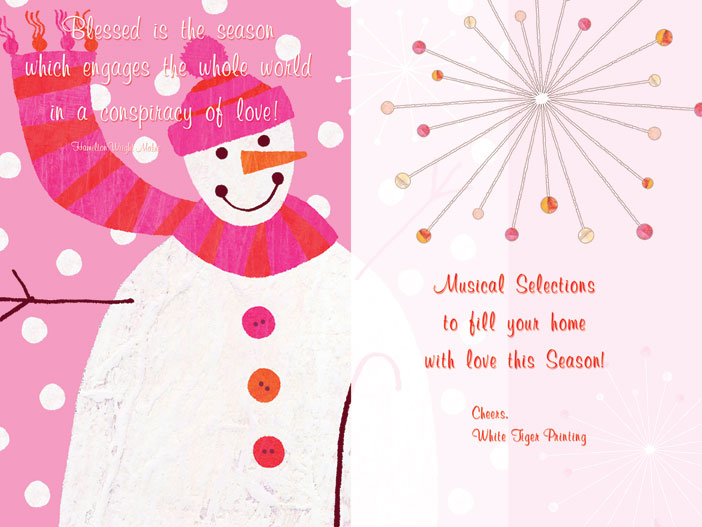 Blessed is the season
which engages the whole world
in a conspiracy of love!
Hamilton Wright Mabie
Musical Selections
to fill your home
with love this Season!
Cheers,
White Tiger Printing